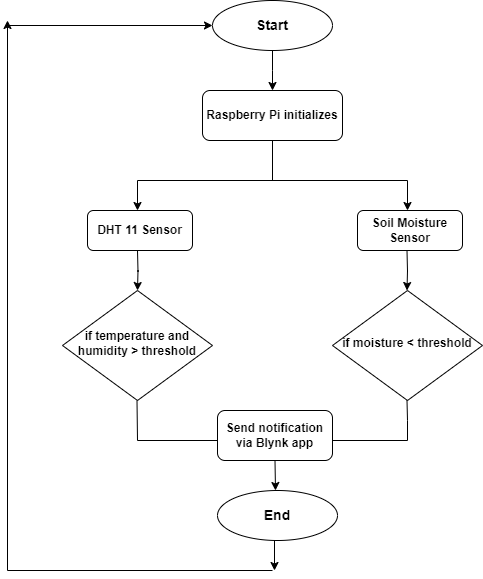 Start
Raspberry Pi initializes
DHT 11 Sensor
Soil Moisture
Sensor
if temperature and
humidity > threshold
if moisture < threshold
Send notification
via Blynk app
End